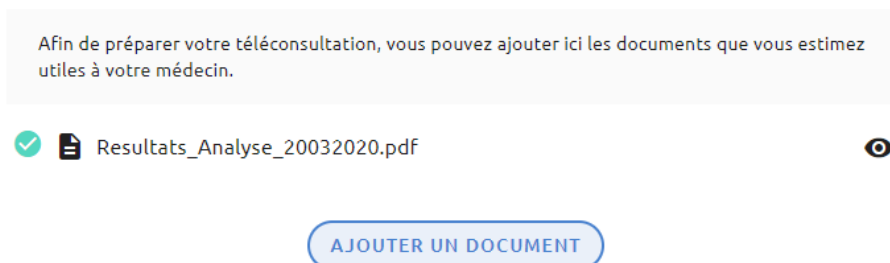 Afin de préparer votre téléconsultation, vous pouvez ajouter ici les documents que vous estimez
utiles à votre médecin.
Resultats_Analyse_20032020.pdf
AJOUTER UN DOCUMENT